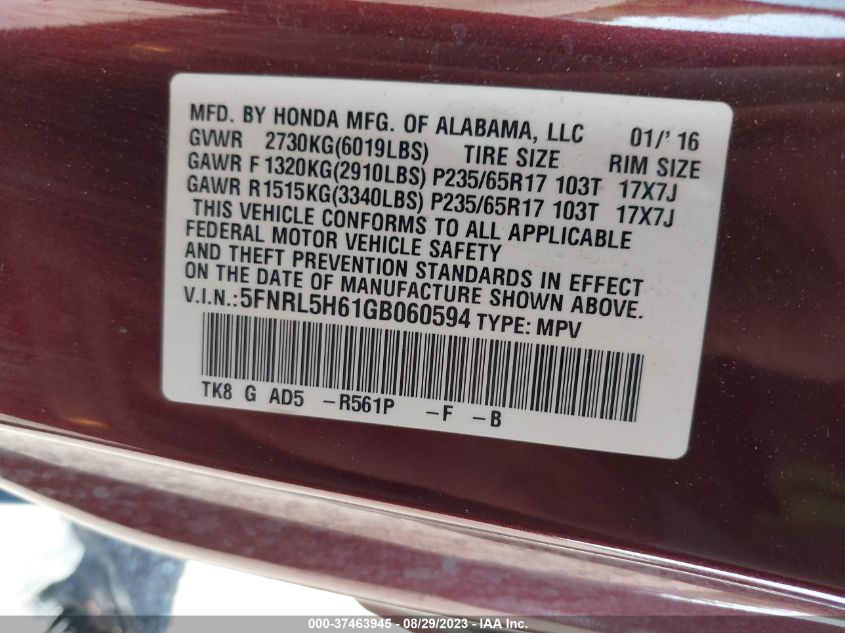 MFD. BY HONDA MFG. OF ALABAMA, LLC 01/'16
GVWR 2730KG(6019LBS) TIRE SIZE RIM SIZE
GAWR F 1320KG(2910LBS) P235/65R17 103T 17X7J
GAWR R1515KG(3340LBS) P235/65R17 103T 17X7J
THIS VEHICLE CONFORMS TO ALL APPLICABLE
FEDERAL MOTOR VEHICLE SAFETY
AND THEFT PREVENTION STANDARDS IN EFFECT
ON THE DATE OF MANUFACTURE SHOWN ABOVE.
V.I.N.:5FNRL5H61GB060594 TYPE: MPV
TK8 G AD5 -R561P -F -B
000-37463945 - 08/29/2023 - IAA Inc.